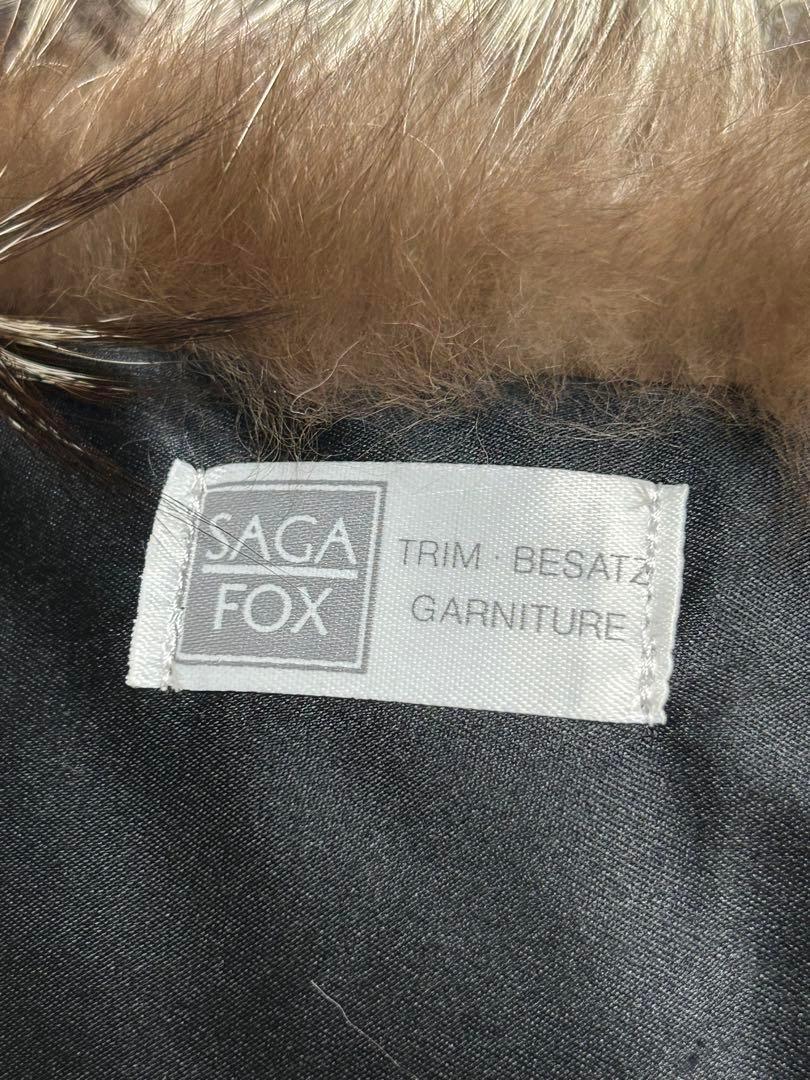 SAGA
FOX
TRIM · BESATZ
GARNITURE